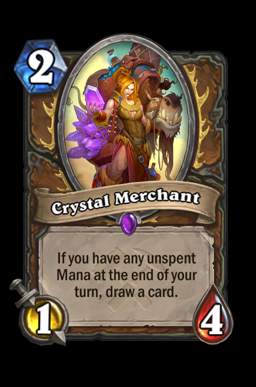 2
Crystal Merchant
If you have any unspent
Mana at the end of your
turn, draw a card.
1
4